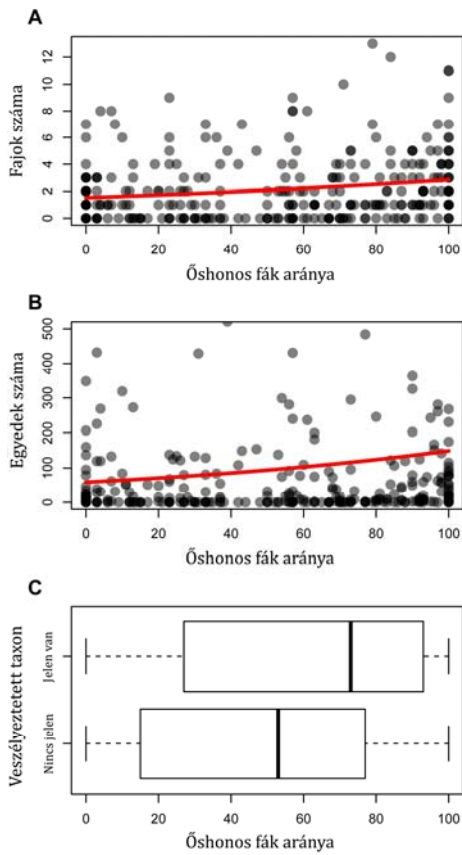 A
Fajok száma
12
10
8
6
4
2
0
0 20 40 60 80 100
Őshonos fák aránya
B
Egyedek száma
500
400
300
200
100
0
0 20 40 60 80 100
Őshonos fák aránya
C
Veszélyeztetett taxon
Jelen van
Nincs jelen
0 20 40 60 80 100
Őshonos fák aránya